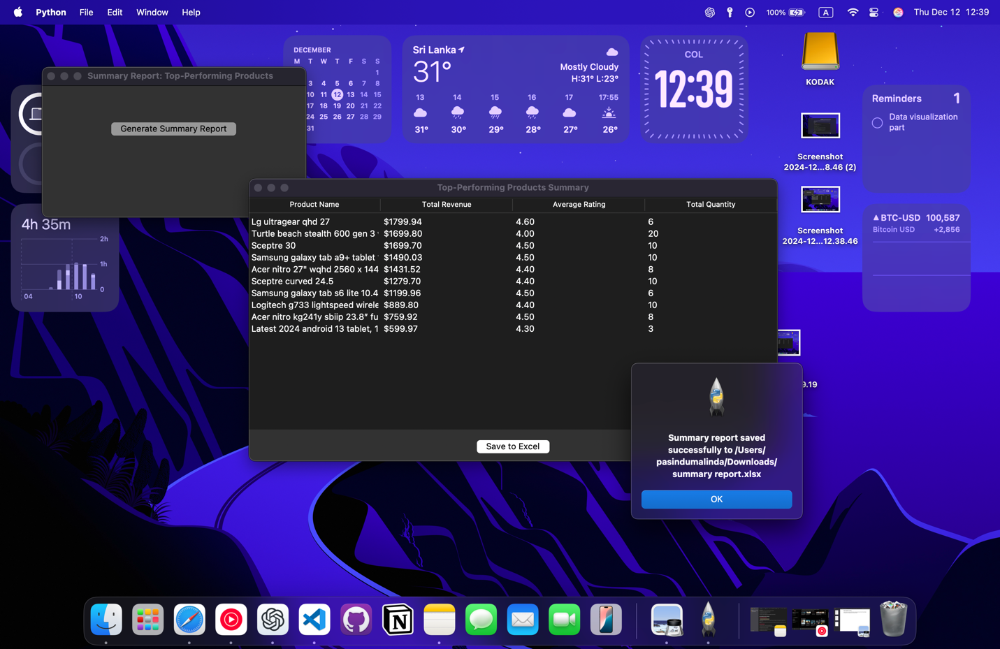 Python File Edit Window Help
100% A Thu Dec 12 12:39
Summary Report: Top-Performing Products
Generate Summary Report
DECEMBER
M T W T F S S
1
3 4 5 6 7 8
10 11 12 13 14 15
17 18 19 20 21 22
24 25 26 27 28 29
31
Sri Lanka
31°
Mostly Cloudy
H:31° L:23°
13 14 15 16 17 17:55
31° 30° 29° 28° 27° 26°
COL
12:39
KODAK
Screenshot
2024-12...8.46 (2)
Screenshot
2024-12...12.38.46
9.19
Reminders 1
Data visualization
part
BTC-USD 100,587
Bitcoin USD +2,856
4h 35m
2h
1h
0
04 10
Top-Performing Products Summary
Product Name Total Revenue Average Rating Total Quantity
Lg ultragear qhd 27 $1799.94 4.60 6
Turtle beach stealth 600 gen 3 $1699.80 4.00 20
Sceptre 30 $1699.70 4.50 10
Samsung galaxy tab a9+ tablet $1490.03 4.50 10
Acer nitro 27" wqhd 2560 x 144 $1431.52 4.40 8
Sceptre curved 24.5 $1279.70 4.40 10
Samsung galaxy tab s6 lite 10.4 $1199.96 4.50 6
Logitech g733 lightspeed wirele $889.80 4.40 10
Acer nitro kg241y sbiip 23.8” fu $759.92 4.50 8
Latest 2024 android 13 tablet, 1 $599.97 4.30 3
Save to Excel
Summary report saved
successfully to /Users/
pasindumalinda/Downloads/
summary report.xlsx
OK